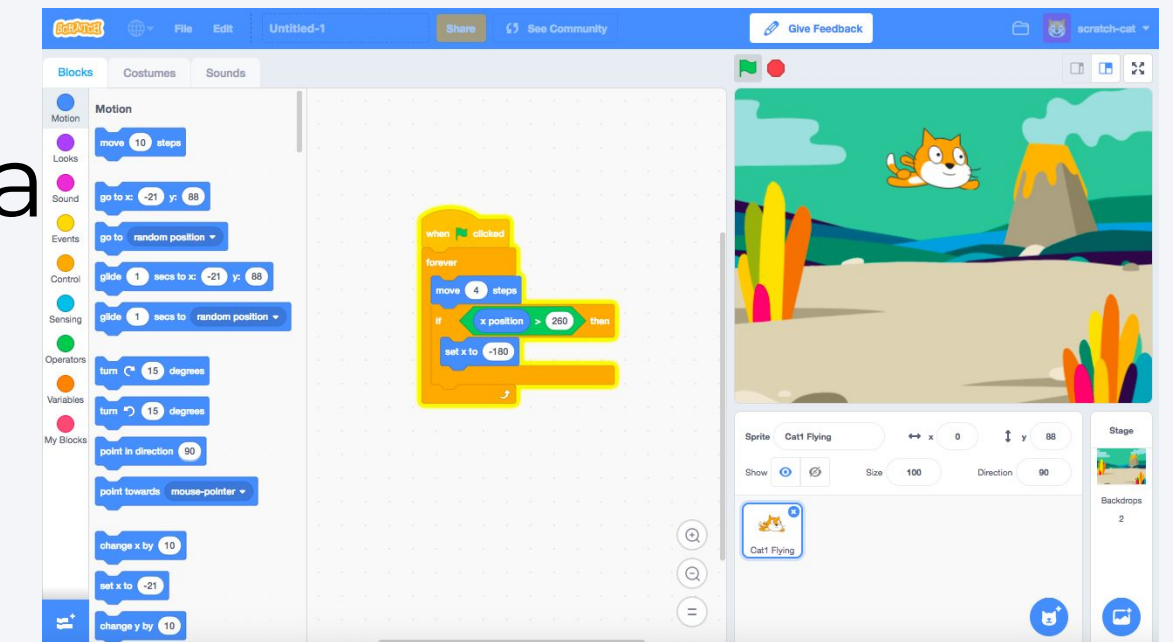 SCRATCH File Edit Untitled-1 Share See Community Give Feedback scratch-cat
Blocks Costumes Sounds
a
Motion
Looks
Sound
Events
Control
Sensing
Operators
Variables
My Blocks
Motion
move 10 steps
go to x: -21 y: 88
go to random position
glide 1 secs to x: -21 y: 88
glide 1 secs to random position
turn 15 degrees
turn 15 degrees
point in direction 90
point towards mouse-pointer
change x by 10
set x to -21
change y by 10
when clicked
forever
move 4 steps
if x position > 260 then
set x to -180
Sprite Cat1 Flying x 0 y 88
Show Size 100 Direction 90
Cat1 Flying
Stage
Backdrops
2